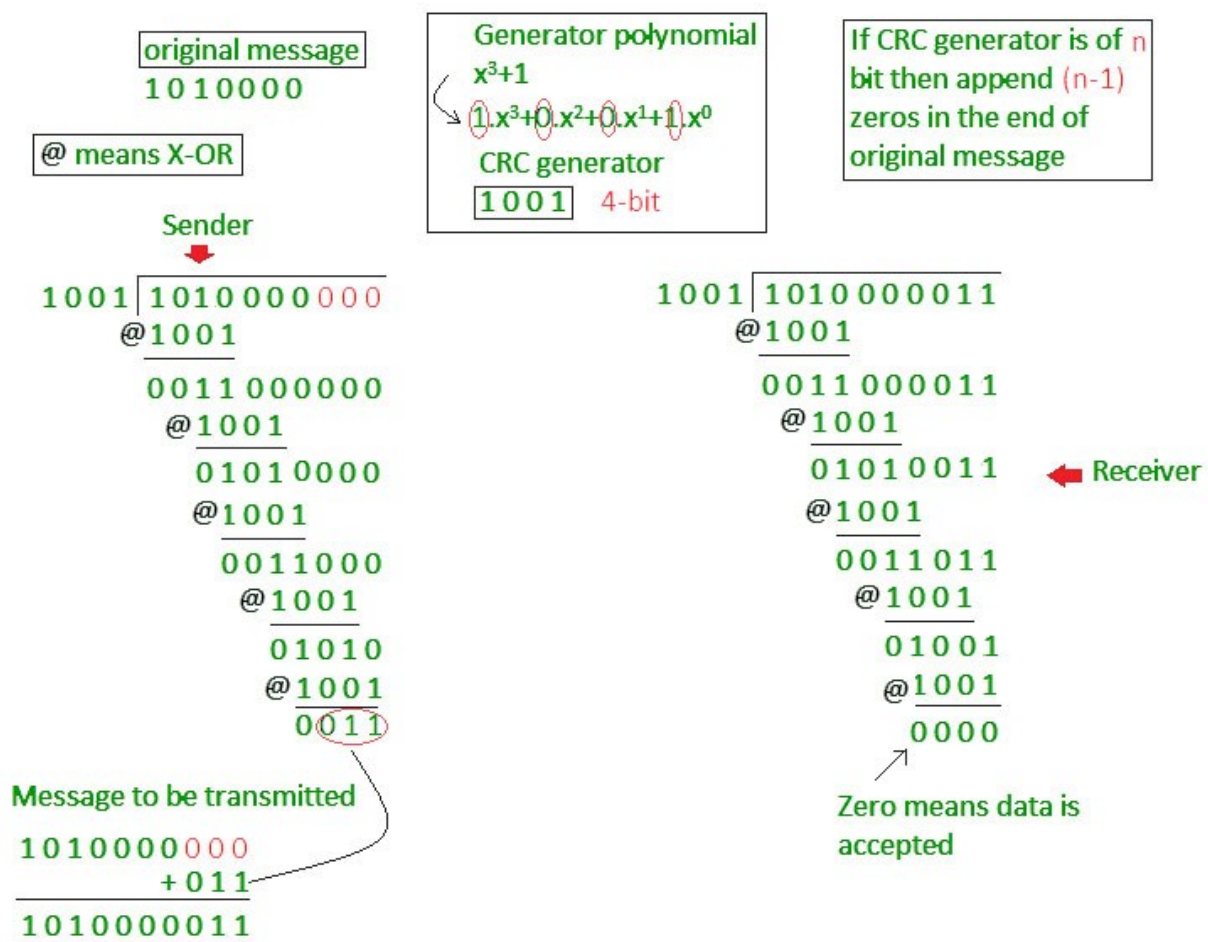 original message
1010000
@ means X-OR
Generator polynomial
x³+1
1.x³+0.x²+0.x¹+1.x⁰
CRC generator
1001 4-bit
If CRC generator is of n
bit then append (n-1)
zeros in the end of
original message
Sender
1001 1010000000
@1001
0011000000
@1001
01010000
@1001
0011000
@1001
01010
@1001
0011
Message to be transmitted
1010000000
+011
1010000011
1001 1010000011
@1001
0011000011
@1001
01010011
@1001
0011011
@1001
01001
@1001
0000
Receiver
Zero means data is
accepted